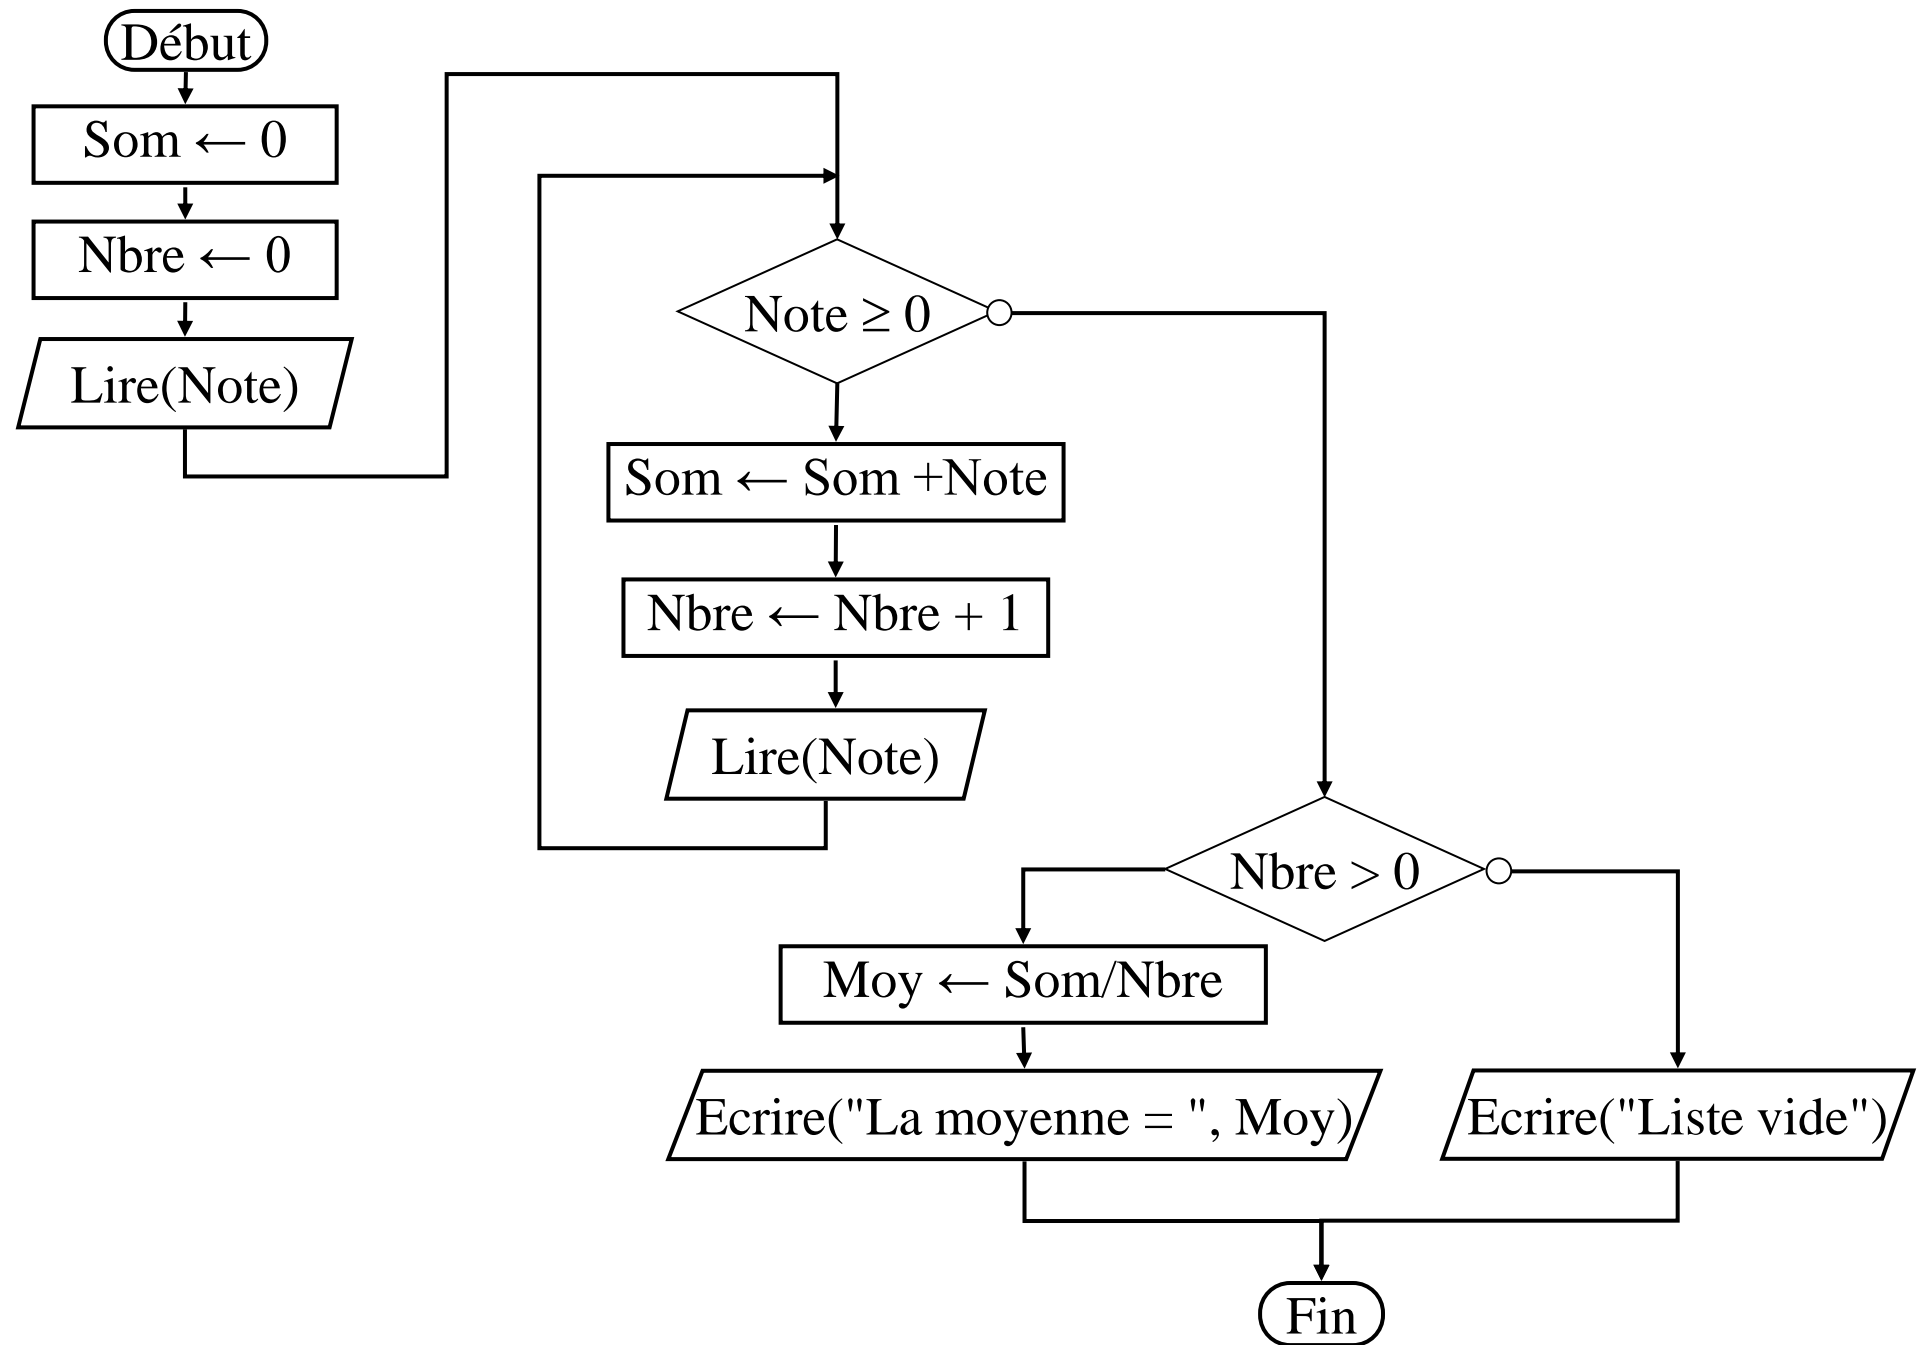 Début
Som ← 0
Nbre ← 0
Lire(Note)
Note ≥ 0
Som ← Som +Note
Nbre ← Nbre + 1
Lire(Note)
Nbre > 0
Moy ← Som/Nbre
Ecrire("La moyenne = ", Moy)
Ecrire("Liste vide")
Fin